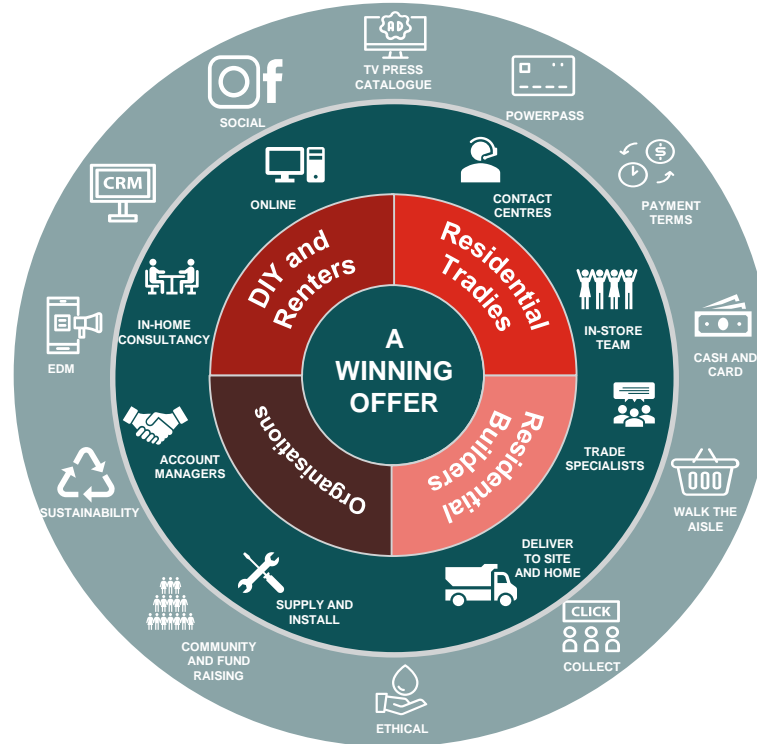 AD
TV PRESS
CATALOGUE
POWERPASS
PAYMENT
TERMS
$
CASH AND
CARD
WALK THE
AISLE
CLICK
COLLECT
ETHICAL
COMMUNITY
AND FUND
RAISING
SUSTAINABILITY
EDM
CRM
SOCIAL
f
ONLINE
CONTACT
CENTRES
IN-STORE
TEAM
TRADE
SPECIALISTS
DELIVER
TO SITE
AND HOME
SUPPLY AND
INSTALL
ACCOUNT
MANAGERS
IN-HOME
CONSULTANCY
DIY and
Renters
Residential
Tradies
Residential
Builders
Organisations
A
WINNING
OFFER